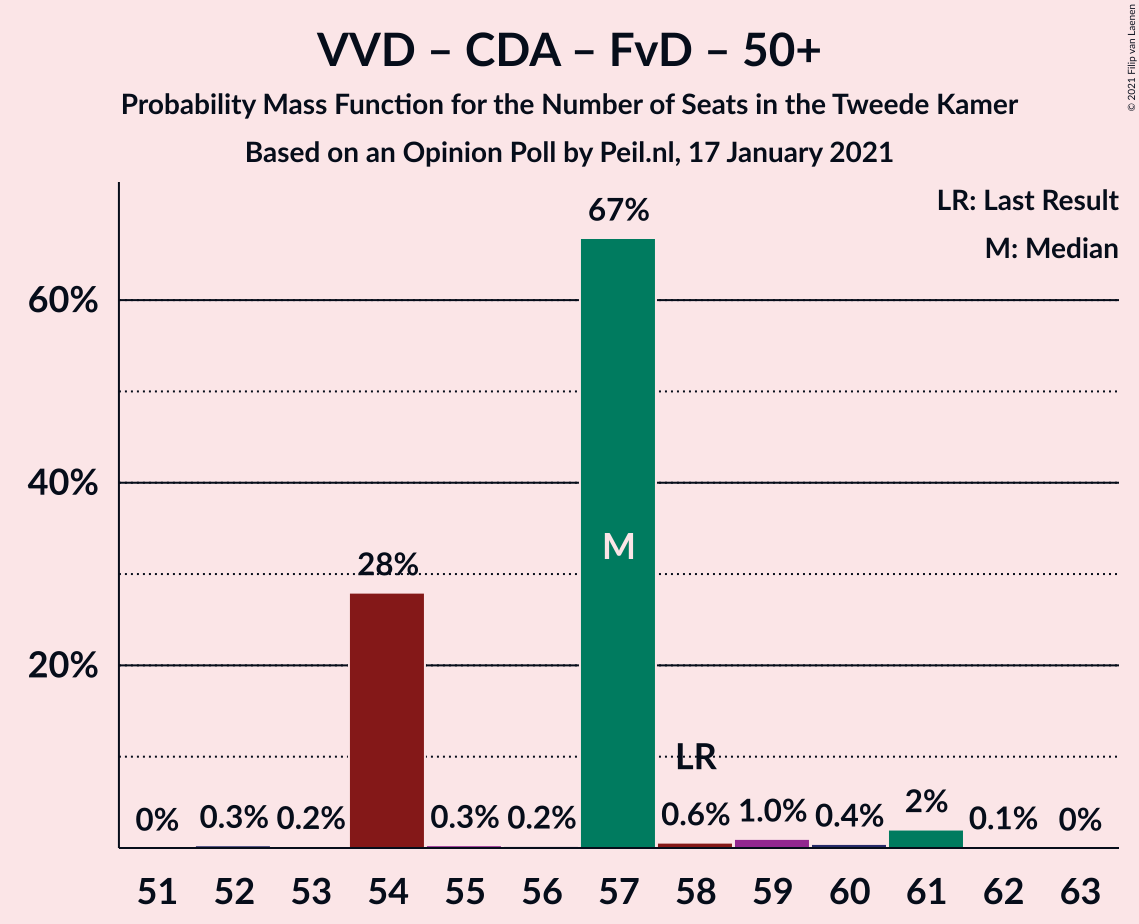 VVD – CDA – FvD – 50+
Probability Mass Function for the Number of Seats in the Tweede Kamer
Based on an Opinion Poll by Peil.nl, 17 January 2021
© 2021 Filip van Laenen
LR: Last Result
M: Median
60%
40%
20%
0%
0.3%
0.2%
28%
0.3%
0.2%
67%
M
LR
0.6%
1.0%
0.4%
2%
0.1%
0%
51 52 53 54 55 56 57 58 59 60 61 62 63